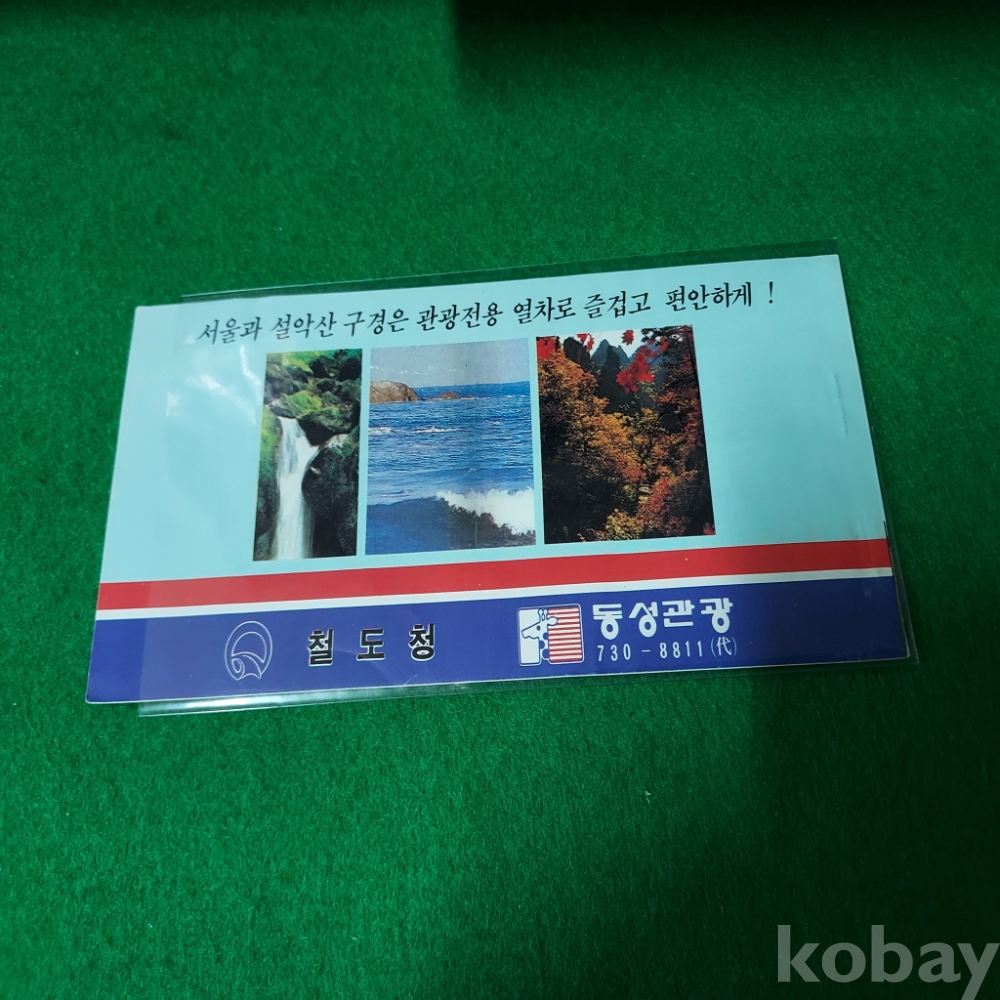 서울과 설악산 구경은 관광전용 열차로 즐겁고 편안하게 !
철도청
동성관광
730-8811(代)
kobay